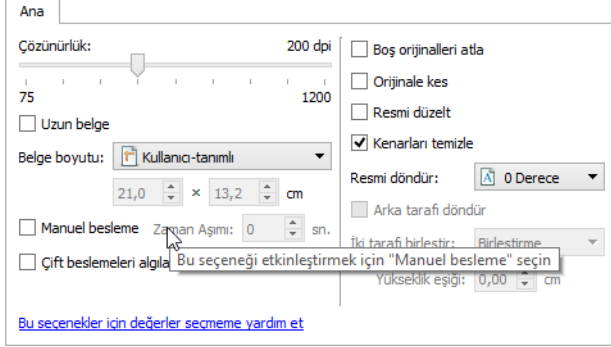 Ana
Çözünürlük: 200 dpi
75 1200
Uzun belge
Belge boyutu: Kullanıcı-tanımlı
21,0 × 13,2 cm
Manuel besleme Zaman Aşımı: 0 sn.
Çift beslemeleri algıla
Bu seçenekler için değerler seçmeme yardım et
Boş orijinalleri atla
Orijinale kes
Resmi düzelt
Kenarları temizle
Resmi döndür: A 0 Derece
Arka tarafı döndür
İki tarafı birleştir: Birleştirme
Bu seçeneği etkinleştirmek için "Manuel besleme" seçin
Yükseklik eşiği: 0,00 cm